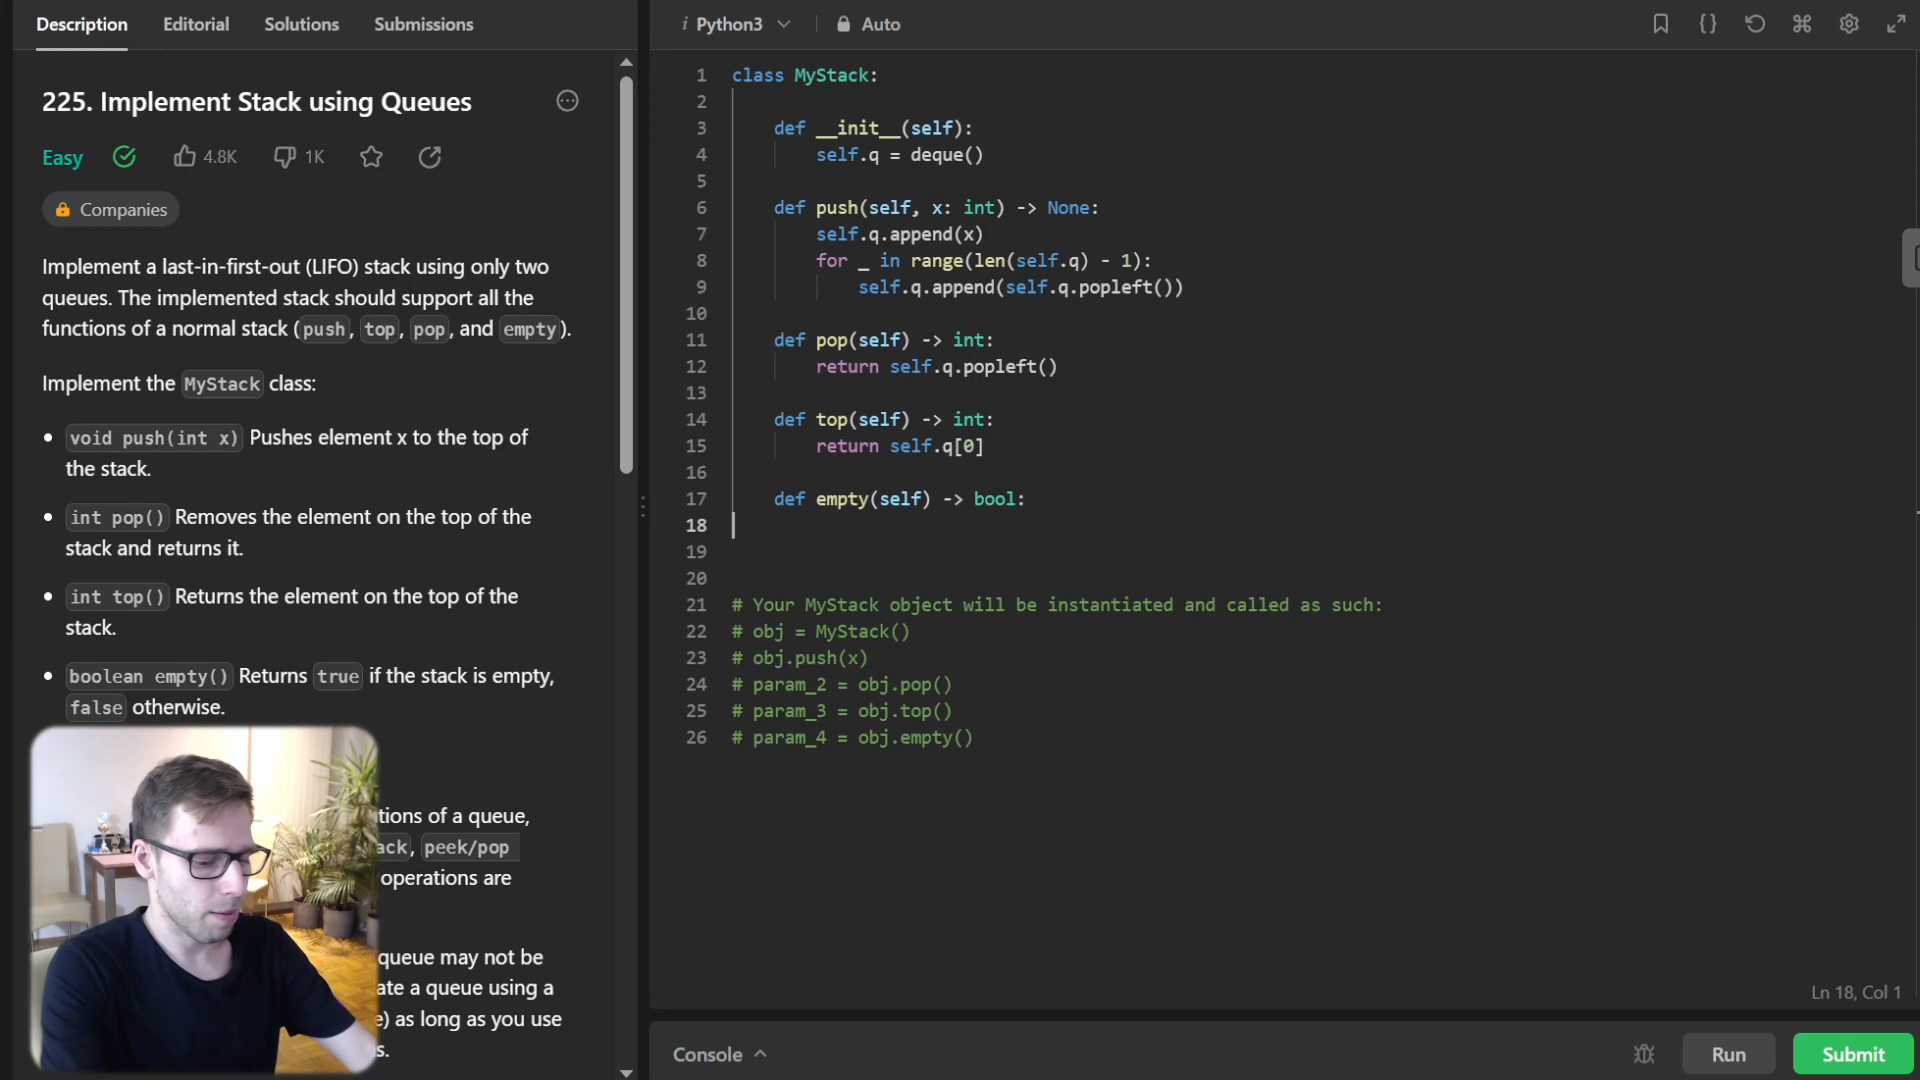 Description Editorial Solutions Submissions
225. Implement Stack using Queues
Easy 4.8K 1K
Companies
Implement a last-in-first-out (LIFO) stack using only two
queues. The implemented stack should support all the
functions of a normal stack (push, top, pop, and empty).
Implement the MyStack class:
• void push(int x) Pushes element x to the top of
the stack.
• int pop() Removes the element on the top of the
stack and returns it.
• int top() Returns the element on the top of the
stack.
• boolean empty() Returns true if the stack is empty,
false otherwise.
tions of a queue,
ack, peek/pop
operations are
queue may not be
ate a queue using a
e) as long as you use
s.
i Python3 Auto
1 class MyStack:
2
3 def __init__(self):
4 self.q = deque()
5
6 def push(self, x: int) -> None:
7 self.q.append(x)
8 for _ in range(len(self.q) - 1):
9 self.q.append(self.q.popleft())
10
11 def pop(self) -> int:
12 return self.q.popleft()
13
14 def top(self) -> int:
15 return self.q[0]
16
17 def empty(self) -> bool:
18
19
20
21 # Your MyStack object will be instantiated and called as such:
22 # obj = MyStack()
23 # obj.push(x)
24 # param_2 = obj.pop()
25 # param_3 = obj.top()
26 # param_4 = obj.empty()
Ln 18, Col 1
Console Run Submit